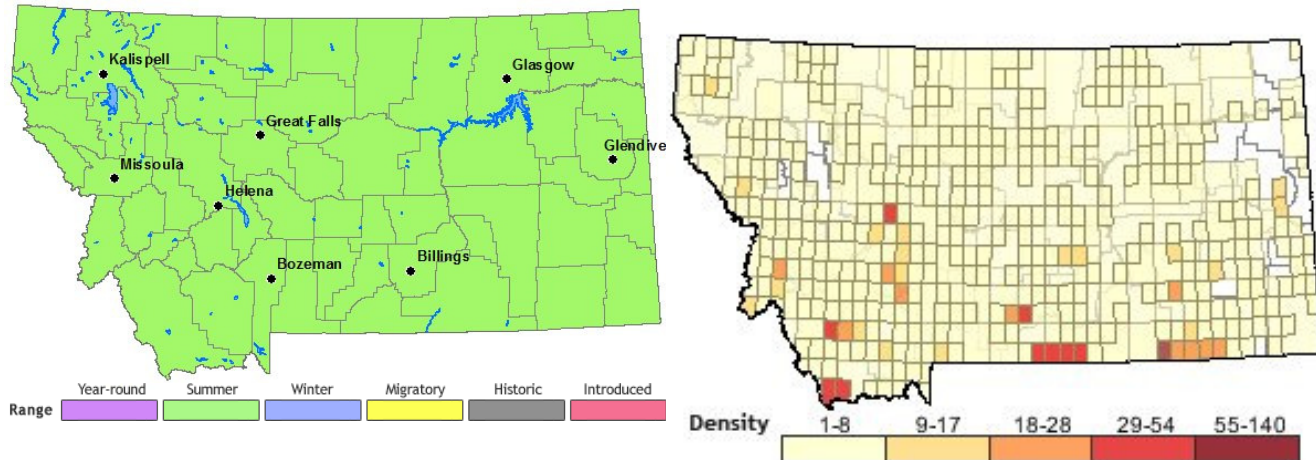 Kalispell
Glasgow
Great Falls
Glendive
Missoula
Helena
Bozeman
Billings
Range
Year-round Summer Winter Migratory Historic Introduced
Density 1-8 9-17 18-28 29-54 55-140